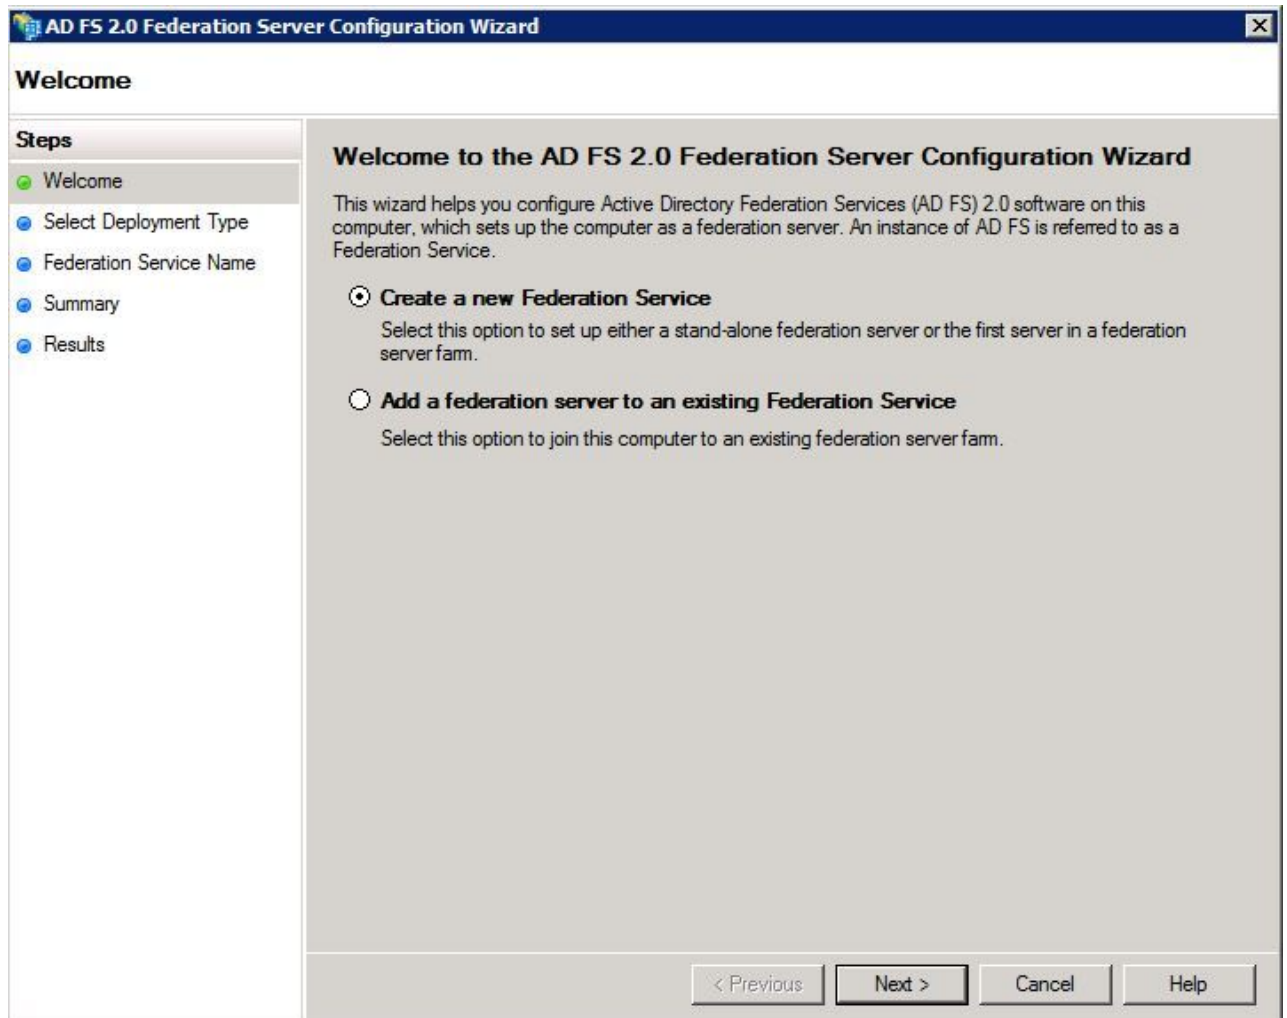 AD FS 2.0 Federation Server Configuration Wizard
Welcome
Steps
Welcome
Select Deployment Type
Federation Service Name
Summary
Results
Welcome to the AD FS 2.0 Federation Server Configuration Wizard
This wizard helps you configure Active Directory Federation Services (AD FS) 2.0 software on this
computer, which sets up the computer as a federation server. An instance of AD FS is referred to as a
Federation Service.
Create a new Federation Service
Select this option to set up either a stand-alone federation server or the first server in a federation
server farm.
Add a federation server to an existing Federation Service
Select this option to join this computer to an existing federation server farm.
< Previous
Next >
Cancel
Help